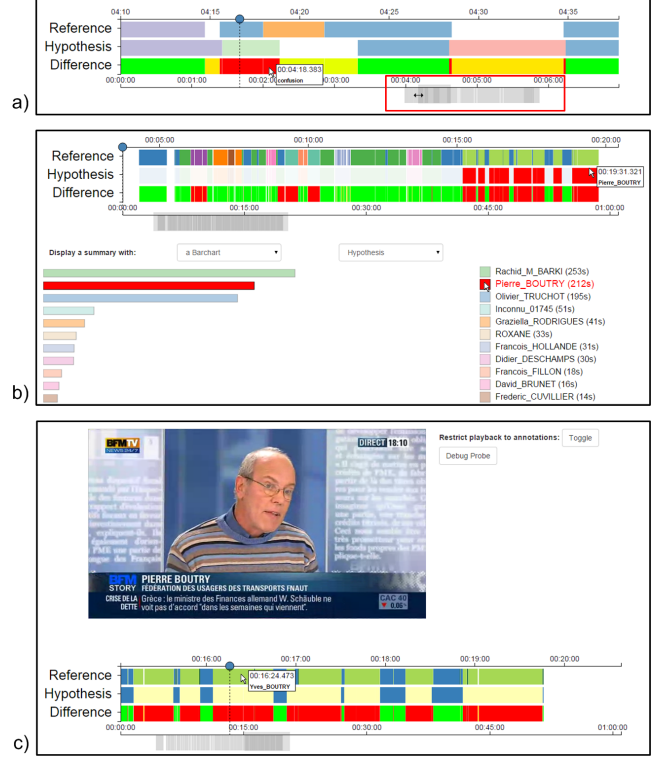 04:10 04:15 04:20 04:25 04:30 04:35
Reference
Hypothesis
Difference
00:04:18.383
confusion
00:00:00 00:01:00 00:02:00 00:03:00 00:04:00 00:05:00 00:06:00
a)
00:05:00 00:10:00 00:15:00 00:20:00
Reference
Hypothesis
Difference
00:19:31.321
Pierre_BOUTRY
00:00:00 00:15:00 00:30:00 00:45:00 01:00:00
Display a summary with: a Barchart Hypothesis
Rachid_M_BARKI (253s)
Pierre_BOUTRY (212s)
Olivier_TRUCHOT (195s)
Inconnu_01745 (51s)
Graziella_RODRIGUES (41s)
ROXANE (33s)
Francois_HOLLANDE (31s)
Didier_DESCHAMPS (30s)
Francois_FILLON (18s)
David_BRUNET (16s)
Frederic_CUVILLIER (14s)
b)
BFMTV
NEWS 24/7
DIRECT 18:10
Restrict playback to annotations: Toggle
Debug Probe
BFM
STORY
PIERRE BOUTRY
FÉDÉRATION DES USAGERS DES TRANSPORTS FNAUT
CRISE DE LA DETTE
Grèce : le ministre des Finances allemand W. Schäuble ne
voit pas d'accord "dans les semaines qui viennent".
CAC 40
▼ 0.06%
00:16:00 00:17:00 00:18:00 00:19:00 00:20:00
Reference
Hypothesis
Difference
00:16:24.473
Yves_BOUTRY
00:00:00 00:15:00 00:30:00 00:45:00 01:00:00
c)